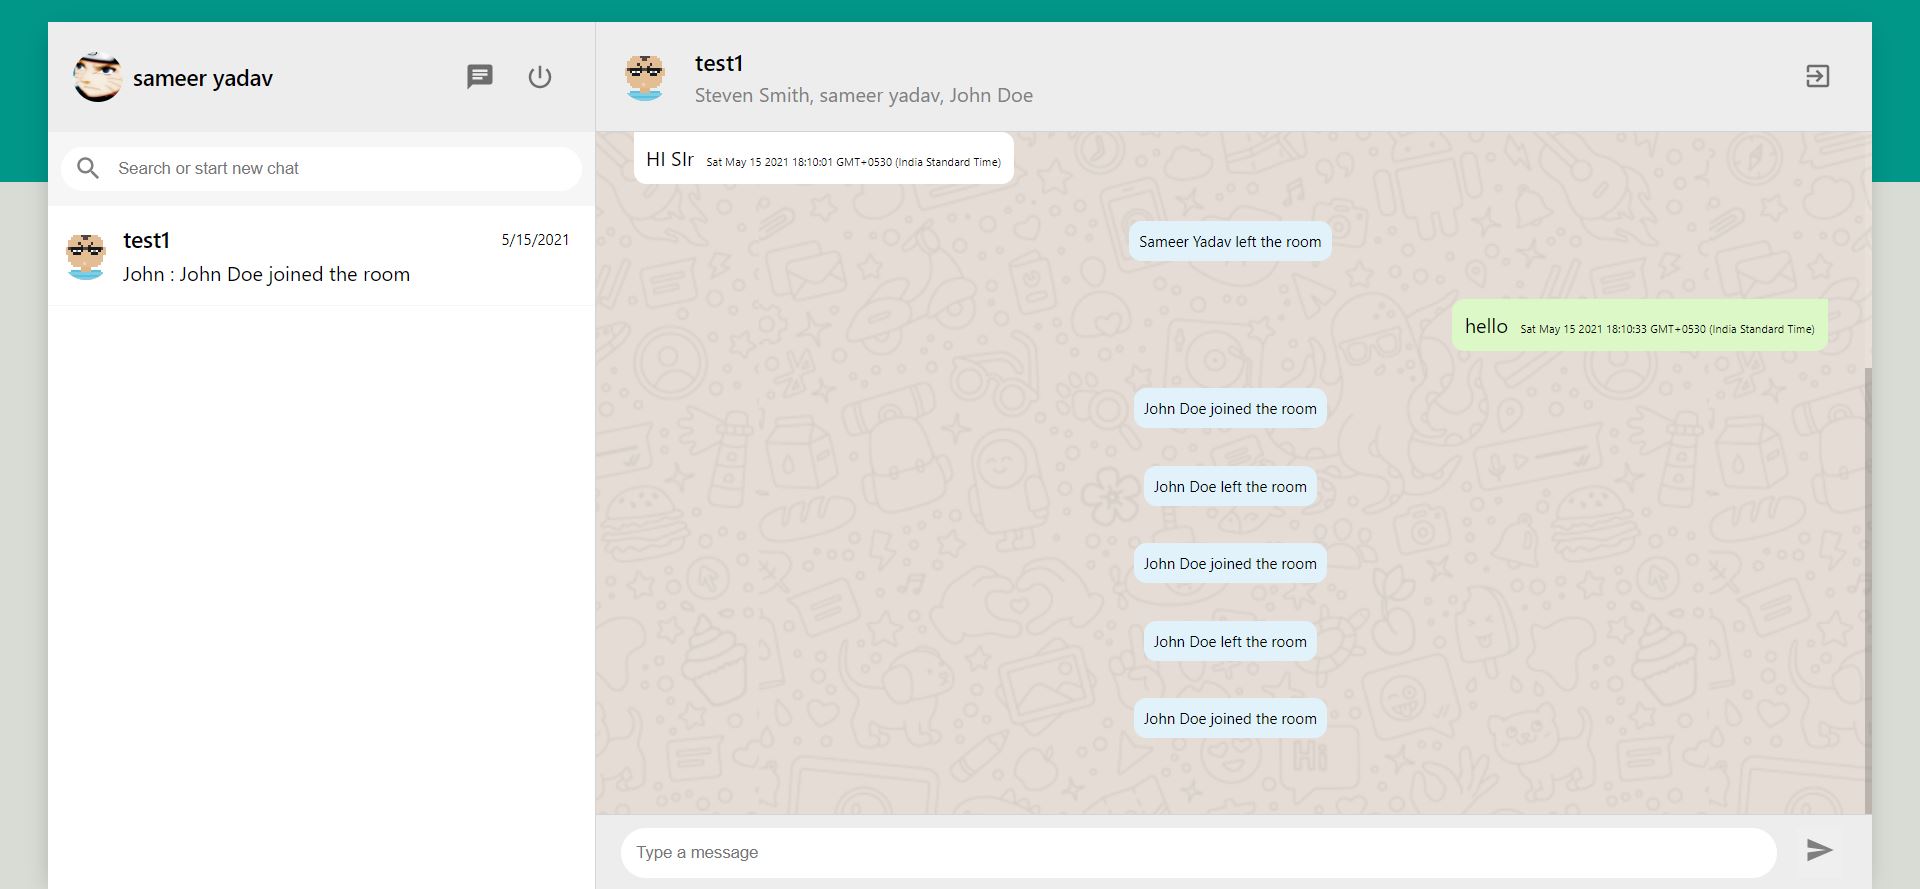 sameer yadav
Search or start new chat
test1
5/15/2021
John : John Doe joined the room
test1
Steven Smith, sameer yadav, John Doe
HI SIr Sat May 15 2021 18:10:01 GMT+0530 (India Standard Time)
Sameer Yadav left the room
hello Sat May 15 2021 18:10:33 GMT+0530 (India Standard Time)
John Doe joined the room
John Doe left the room
John Doe joined the room
John Doe left the room
John Doe joined the room
Hi
Type a message